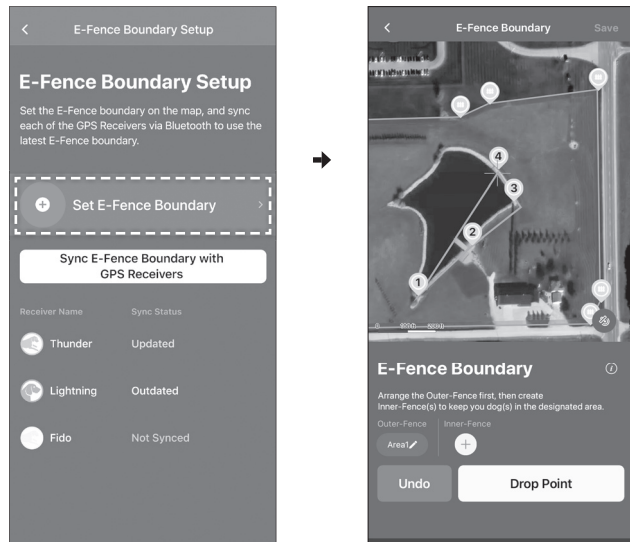 E-Fence Boundary Setup
E-Fence Boundary Setup
Set the E-Fence boundary on the map, and sync
each of the GPS Receivers via Bluetooth to use the
latest E-Fence boundary.
Set E-Fence Boundary
Sync E-Fence Boundary with
GPS Receivers
Receiver Name Sync Status
Thunder Updated
Lightning Outdated
Fido Not Synced
E-Fence Boundary Save
4
3
2
1
0
E-Fence Boundary
Arrange the Outer-Fence first, then create
Inner-Fence(s) to keep you dog(s) in the designated area.
Outer-Fence Inner-Fence
Area1
Undo Drop Point